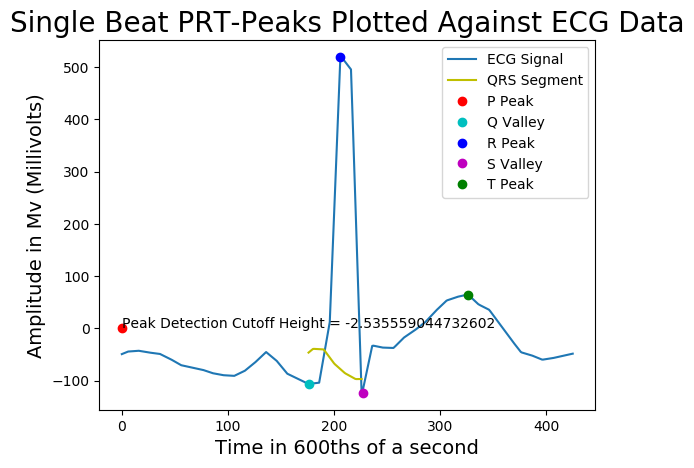 Single Beat PRT-Peaks Plotted Against ECG Data
ECG Signal
QRS Segment
P Peak
Q Valley
R Peak
S Valley
T Peak
500
400
300
200
100
0
−100
Amplitude in Mv (Millivolts)
Peak Detection Cutoff Height = -2.535559044732602
0
100
200
300
400
Time in 600ths of a second